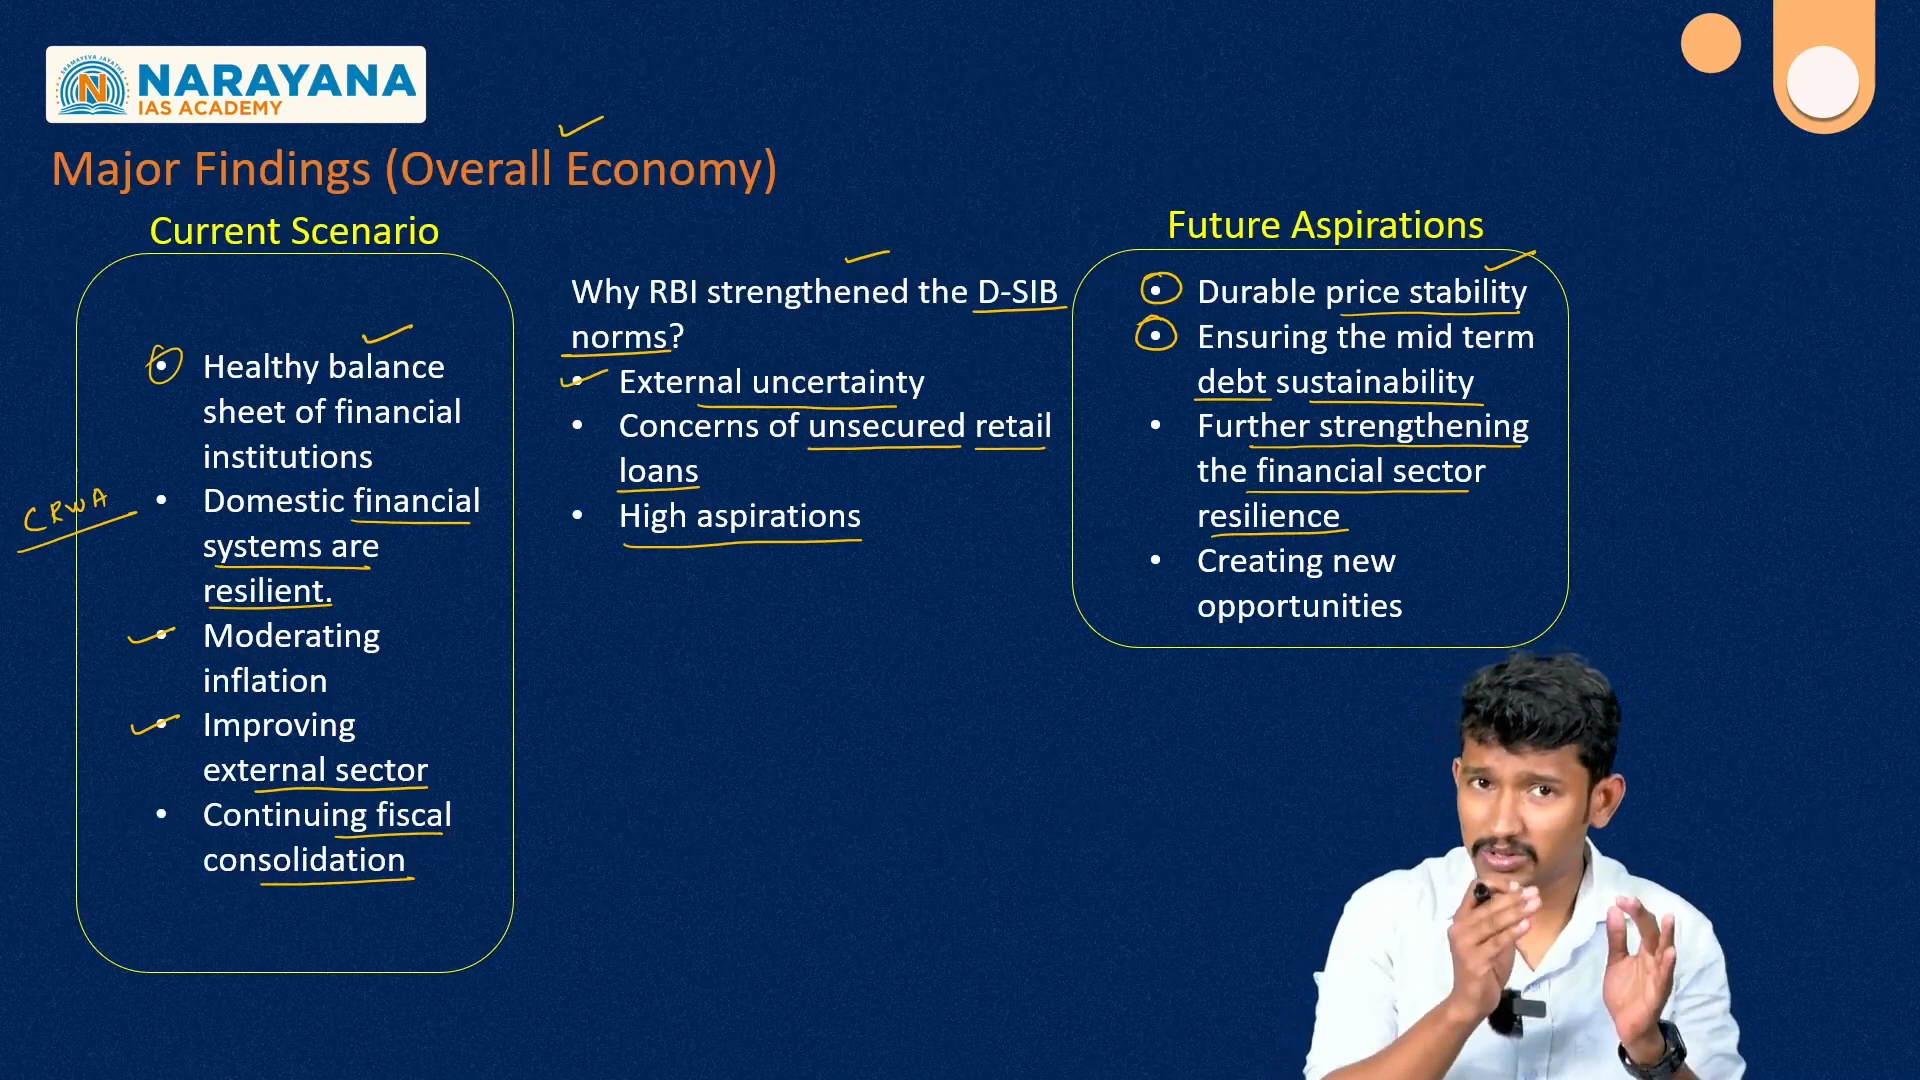 SRAMAYEVA JAYATHE
N
NARAYANA
IAS ACADEMY
Major Findings (Overall Economy)
Current Scenario
• Healthy balance
sheet of financial
institutions
• Domestic financial
systems are
resilient.
• Moderating
inflation
• Improving
external sector
• Continuing fiscal
consolidation
CRWA
Why RBI strengthened the D-SIB
norms?
• External uncertainty
• Concerns of unsecured retail
loans
• High aspirations
Future Aspirations
• Durable price stability
• Ensuring the mid term
debt sustainability
• Further strengthening
the financial sector
resilience
• Creating new
opportunities